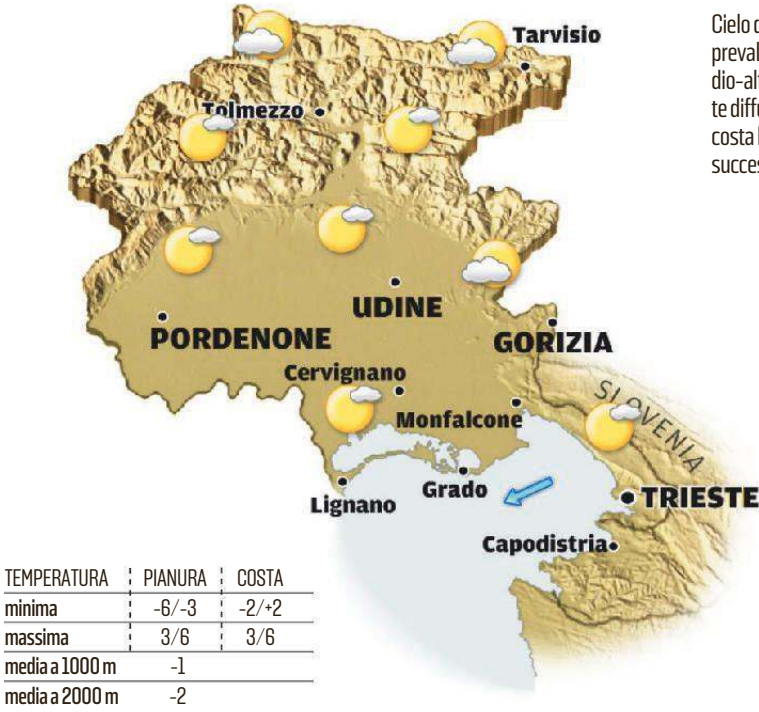 Tarvisio
Tolmezzo
UDINE
PORDENONE
GORIZIA
Cervignano
Monfalcone
SLOVENIA
Lignano
Grado
TRIESTE
Capodistria
Cielo
preval
dio-al
te diffu
costa
succes
TEMPERATURA PIANURA COSTA
minima -6/-3 -2/+2
massima 3/6 3/6
media a 1000 m -1
media a 2000 m -2